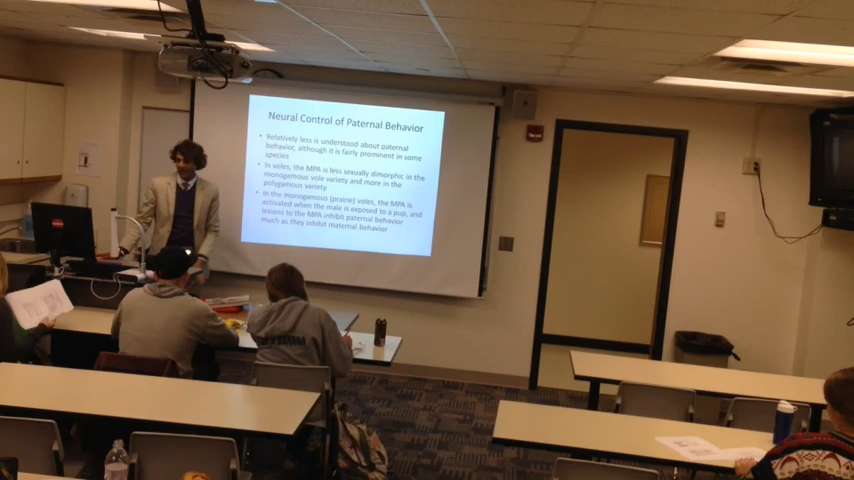 Neural Control of Paternal Behavior
• Relatively less is understood about paternal
behavior, although it is fairly prominent in some
species
• In voles, the MPA is less sexually dimorphic in the
monogamous vole variety and more in the
polygamous variety
• In the monogamous (prairie) voles, the MPA is
activated when the male is exposed to a pup, and
lesions to the MPA inhibit paternal behavior
much as they inhibit maternal behavior